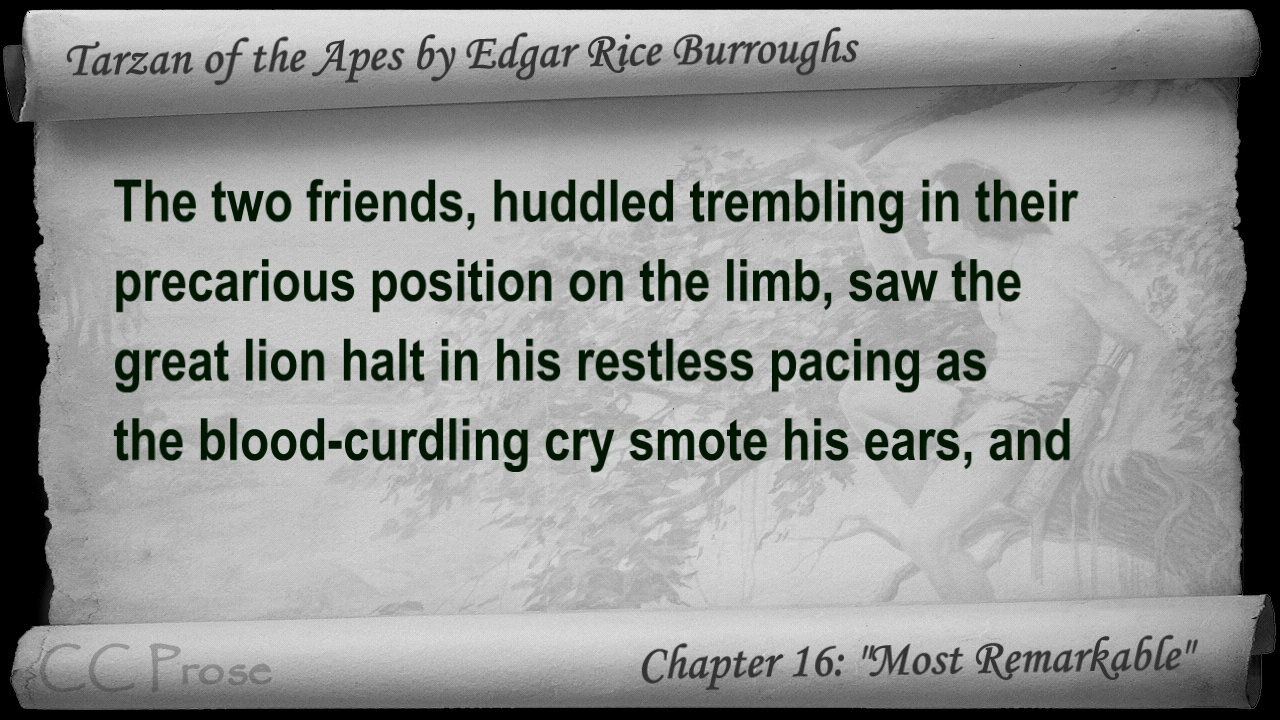 Tarzan of the Apes by Edgar Rice Burroughs
The two friends, huddled trembling in their
precarious position on the limb, saw the
great lion halt in his restless pacing as
the blood-curdling cry smote his ears, and
CC Prose
Chapter 16: "Most Remarkable"